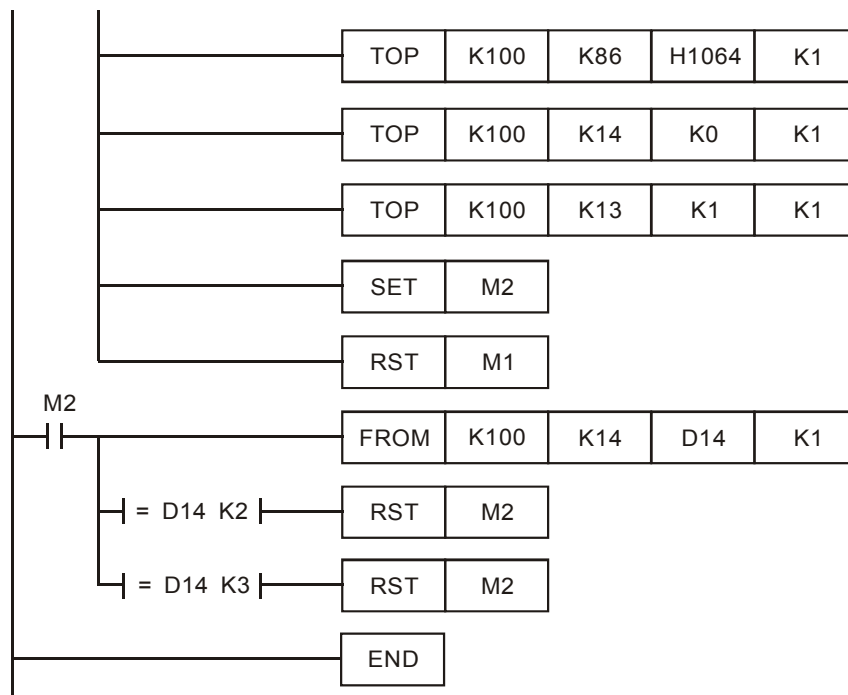 TOP K100 K86 H1064 K1
TOP K100 K14 K0 K1
TOP K100 K13 K1 K1
SET M2
RST M1
M2
FROM K100 K14 D14 K1
= D14 K2 RST M2
= D14 K3 RST M2
END